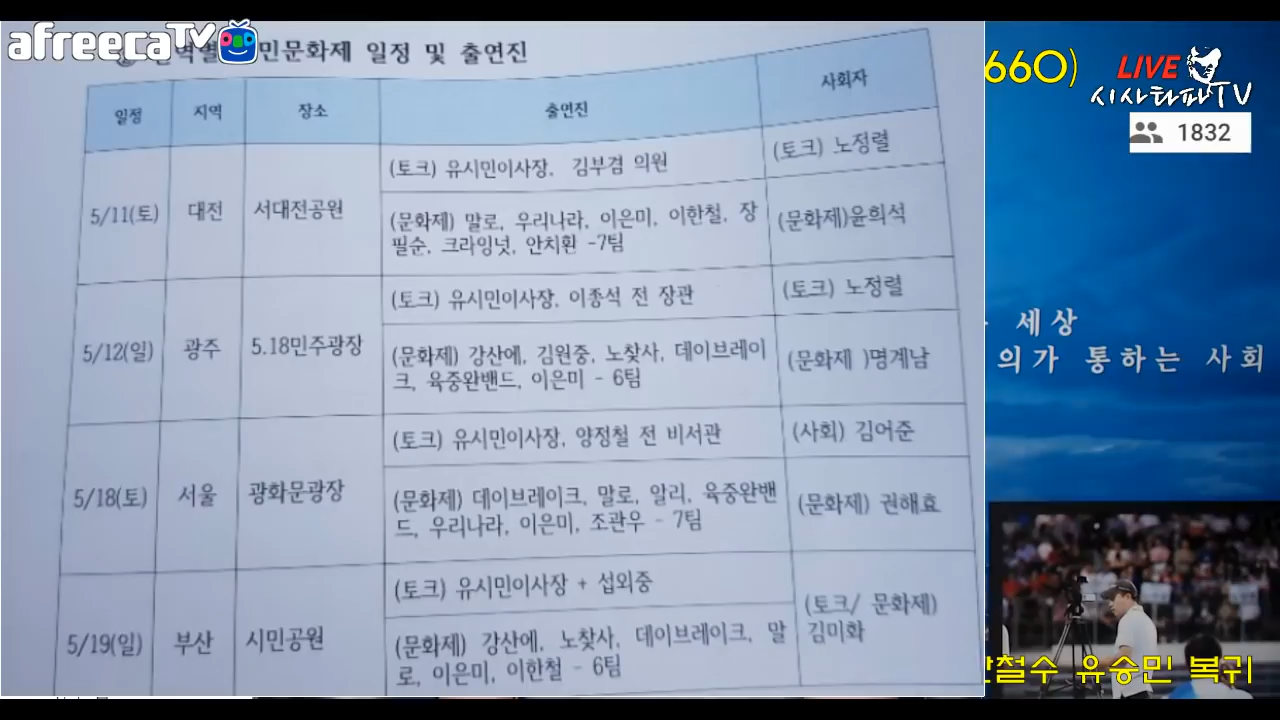 afreecaTV
민문화제 일정 및 출연진
일정 지역 장소 출연진 사회자
5/11(토) 대전 서대전공원
(토크) 유시민이사장, 김부겸 의원
(토크) 노정렬
(문화제) 말로, 우리나라, 이은미, 이한철, 장
필순, 크라잉넛, 안치환 -7팀
(문화제)윤희석
5/12(일) 광주 5.18민주광장
(토크) 유시민이사장, 이종석 전 장관
(토크) 노정렬
(문화제) 강산에, 김원중, 노찾사, 데이브레이
크, 육중완밴드, 이은미 - 6팀
(문화제 )명계남
5/18(토) 서울 광화문광장
(토크) 유시민이사장, 양정철 전 비서관
(사회) 김어준
(문화제) 데이브레이크, 말로, 알리, 육중완밴
드, 우리나라, 이은미, 조관우 - 7팀
(문화제) 권해효
5/19(일) 부산 시민공원
(토크) 유시민이사장 + 섭외중
(문화제) 강산에, 노찾사, 데이브레이크, 말
로, 이은미, 이한철 - 6팀
(토크/ 문화제)
김미화
660)
LIVE
시사타파TV
1832
세상
의가 통하는 사회
철수 유승민 복귀